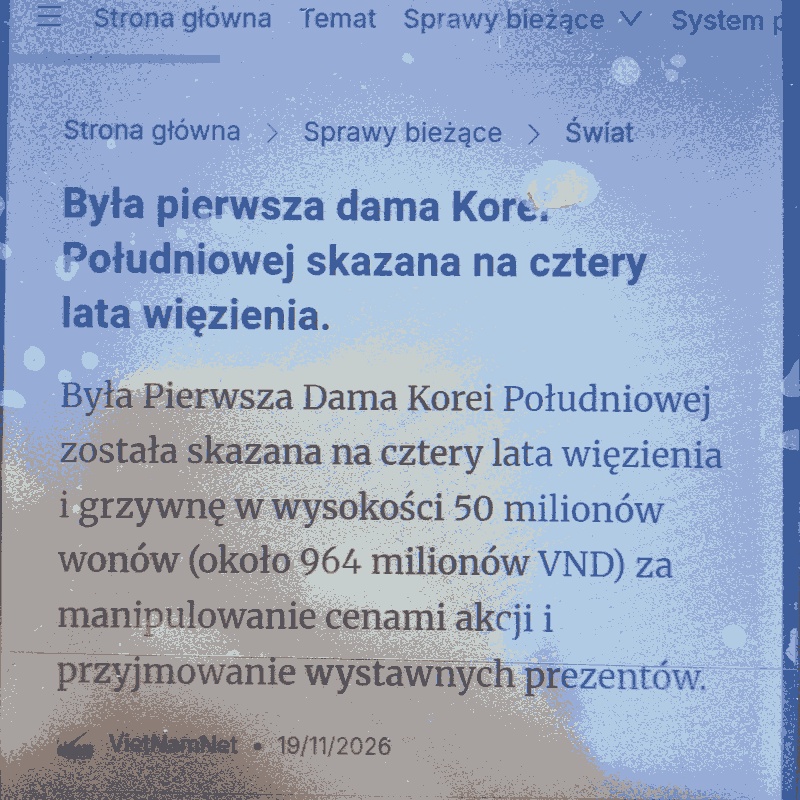 Strona główna Temat Sprawy bieżące System
Strona główna > Sprawy bieżące > Świat
Była pierwsza dama Korei
Południowej skazana na cztery
lata więzienia.
Była Pierwsza Dama Korei Południowej
została skazana na cztery lata więzienia
i grzywnę w wysokości 50 milionów
wonów (około 964 milionów VND) za
manipulowanie cenami akcji i
przyjmowanie wystawnych prezentów.
VietNamNet • 19/11/2026